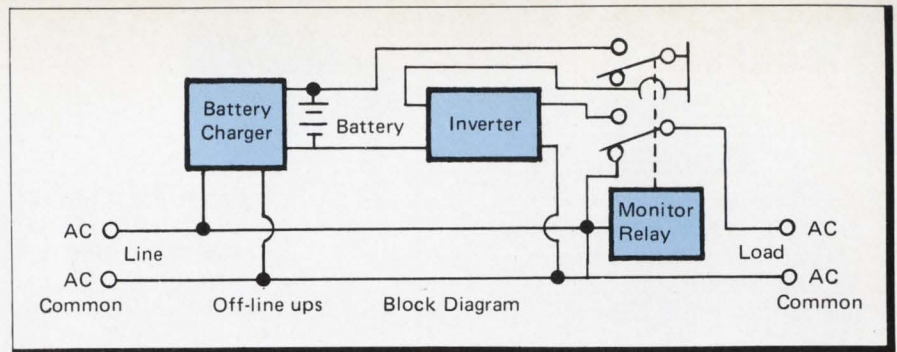 Battery
Charger
Battery
Inverter
Monitor
Relay
AC
Line
Load
AC
AC
Common
Off-line ups
Block Diagram
AC
Common